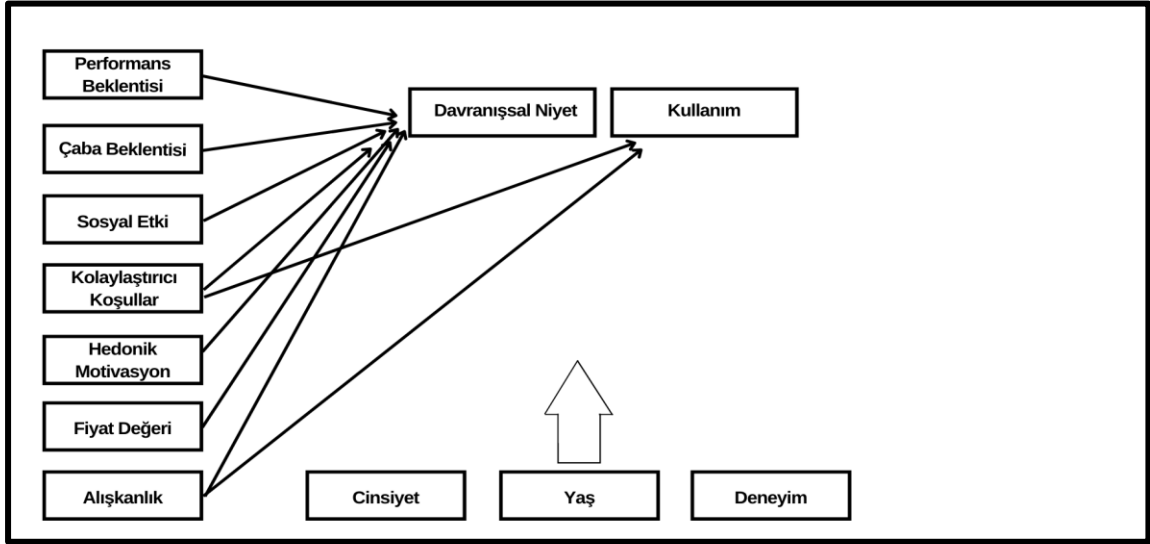 Performans
Beklentisi
Çaba Beklentisi
Sosyal Etki
Kolaylaştırıcı
Koşullar
Hedonik
Motivasyon
Fiyat Değeri
Alışkanlık
Davranışsal Niyet
Kullanım
Cinsiyet
Yaş
Deneyim